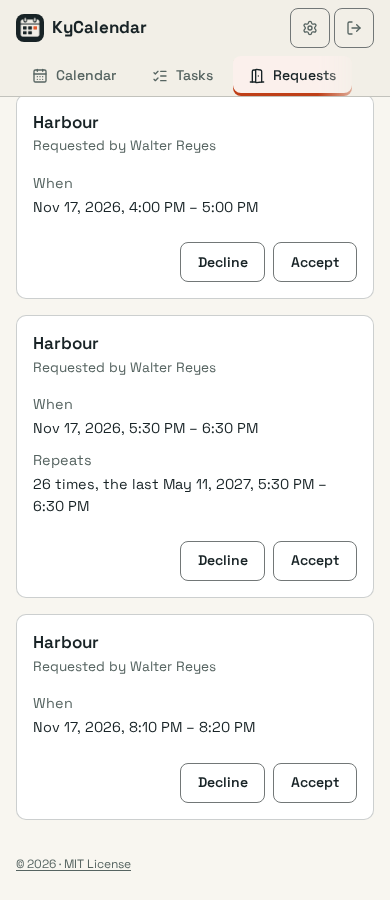 KyCalendar
Calendar
Tasks
Requests
Harbour
Requested by Walter Reyes
When
Nov 17, 2026, 4:00 PM – 5:00 PM
Decline
Accept
Harbour
Requested by Walter Reyes
When
Nov 17, 2026, 5:30 PM – 6:30 PM
Repeats
26 times, the last May 11, 2027, 5:30 PM –
6:30 PM
Decline
Accept
Harbour
Requested by Walter Reyes
When
Nov 17, 2026, 8:10 PM – 8:20 PM
Decline
Accept
© 2026 · MIT License